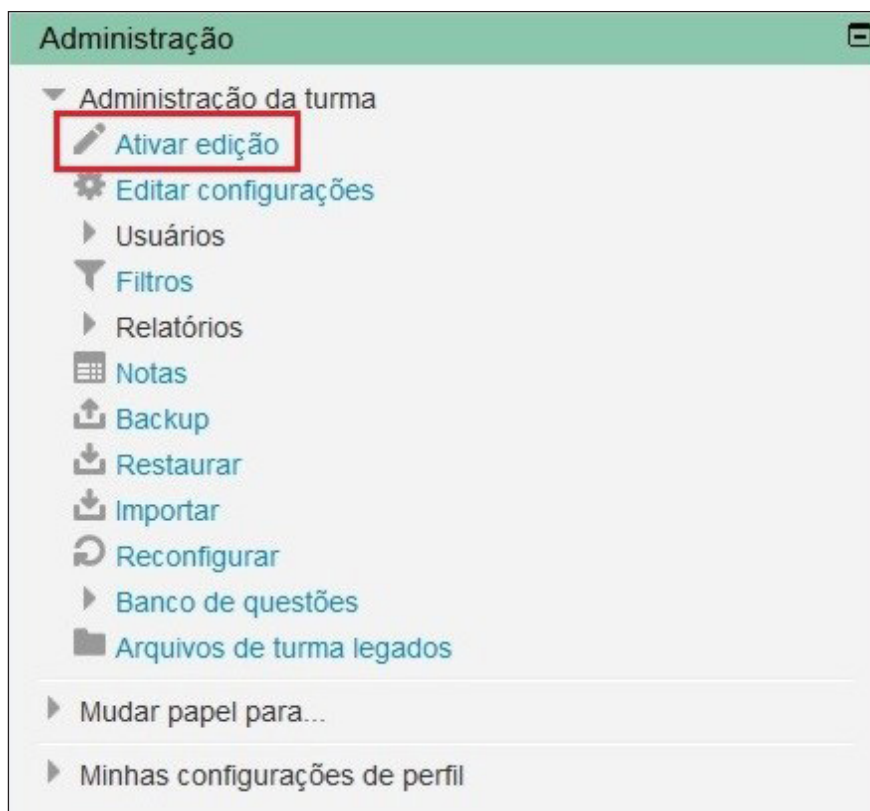 Administração
Administração da turma
Ativar edição
Editar configurações
Usuários
Filtros
Relatórios
Notas
Backup
Restaurar
Importar
Reconfigurar
Banco de questões
Arquivos de turma legados
Mudar papel para...
Minhas configurações de perfil